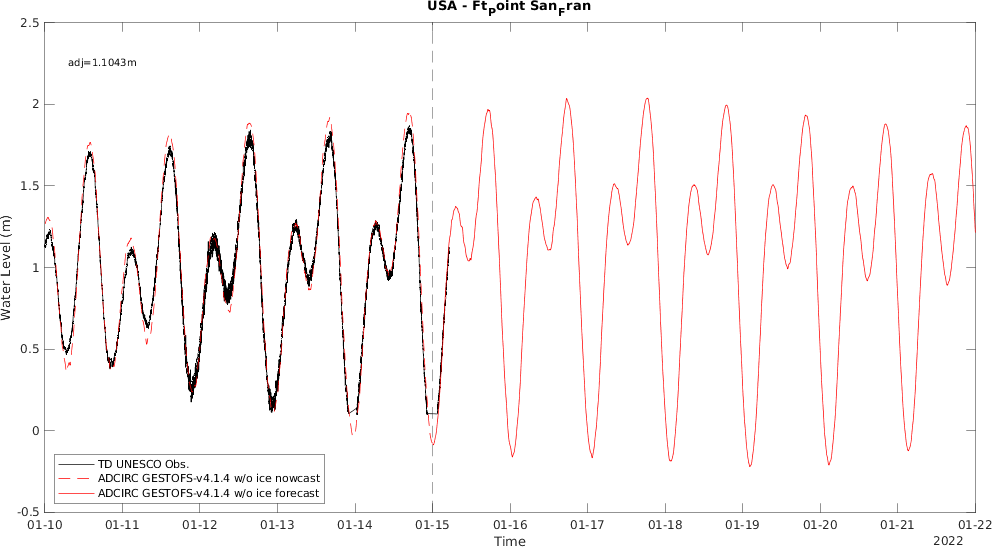 USA - Ft_Point San_Fran
adj=1.1043m
2.5
2
1.5
1
0.5
0
-0.5
Water Level (m)
TD UNESCO Obs.
ADCIRC GESTOFS-v4.1.4 w/o ice nowcast
ADCIRC GESTOFS-v4.1.4 w/o ice forecast
01-10 01-11 01-12 01-13 01-14 01-15 01-16 01-17 01-18 01-19 01-20 01-21 01-22
Time
2022